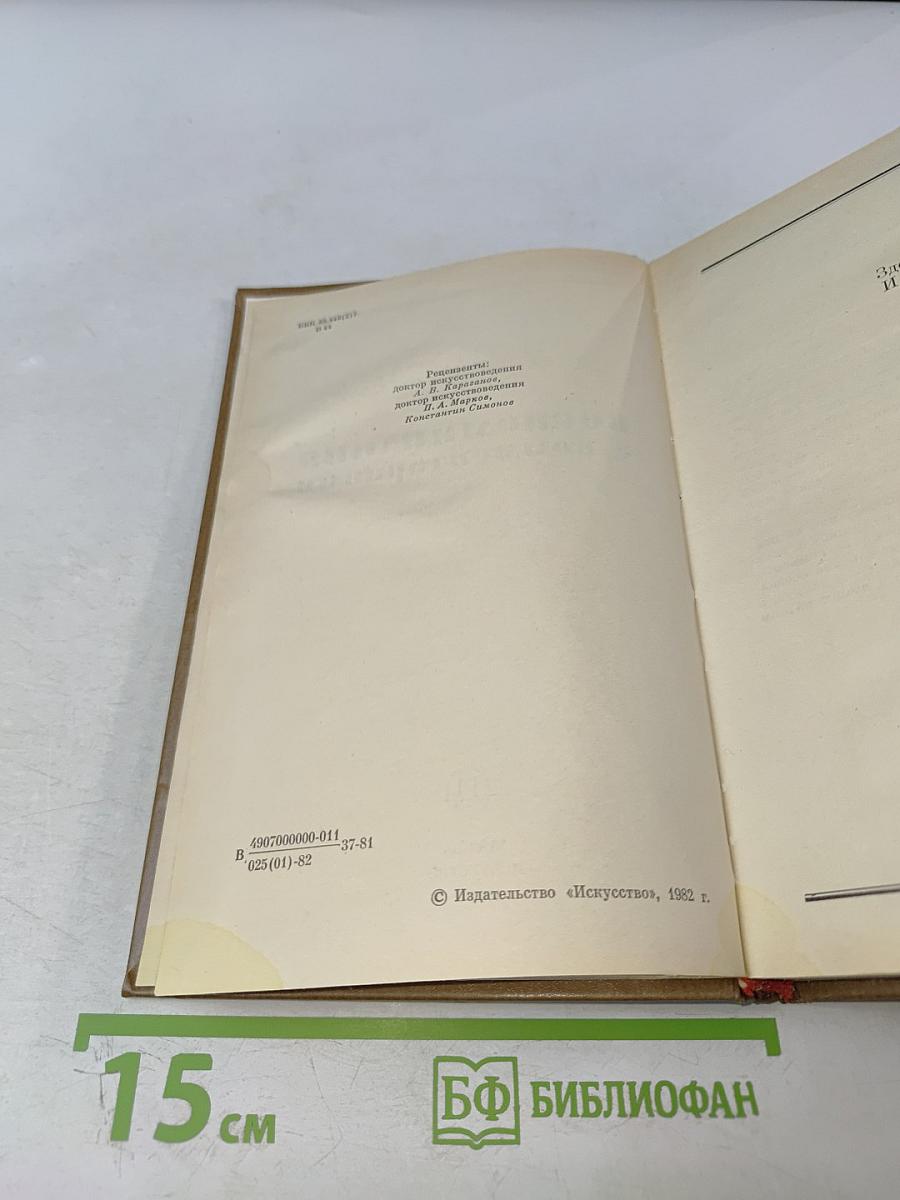 Рецензенты:
доктор искусствоведения
А. В. Караганов,
доктор искусствоведения
П. А. Марков,
Константин Симонов
В 4907000000-011 37-81
025(01)-82
© Издательство «Искусство», 1982 г.
И
15 см
БФ БИБЛИОФАН